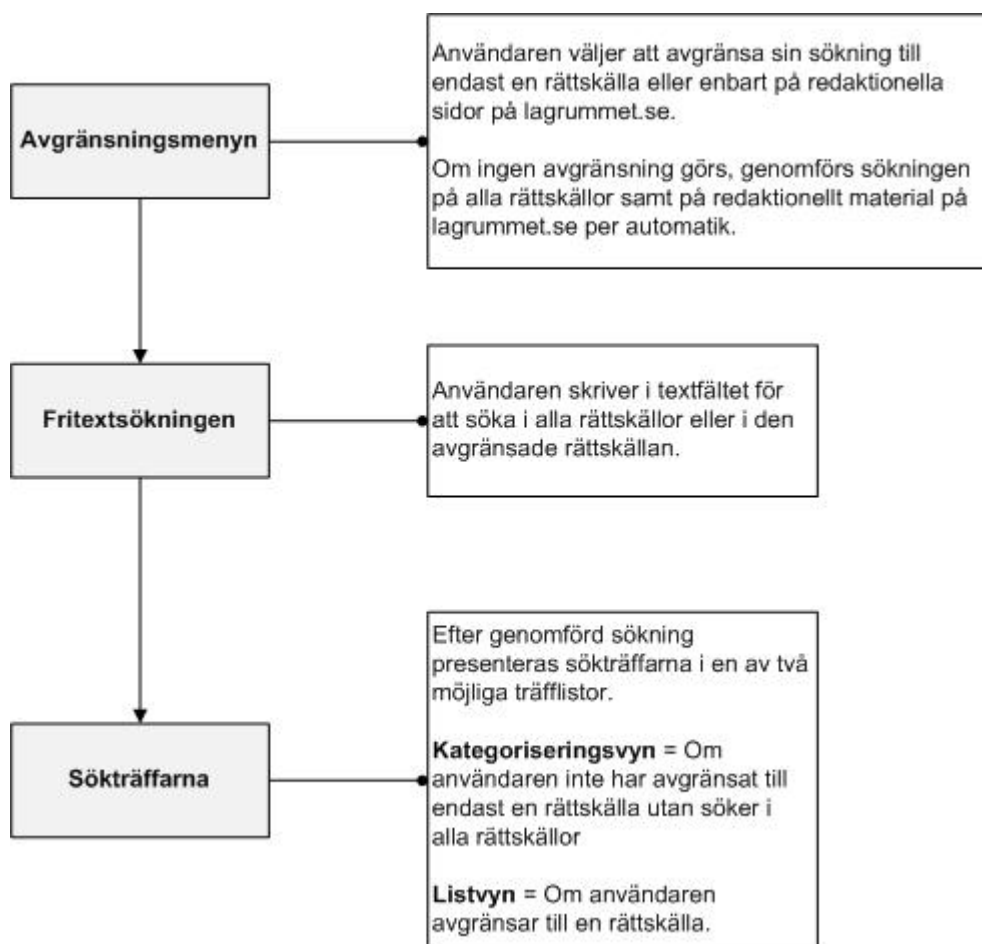 Avgränsningsmenyn
Användaren väljer att avgränsa sin sökning till
endast en rättskälla eller enbart på redaktionella
sidor på lagrummet.se.
Om ingen avgränsning görs, genomförs sökningen
på alla rättskällor samt på redaktionellt material på
lagrummet.se per automatik.
Fritextsökningen
Användaren skriver i textfältet för
att söka i alla rättskällor eller i den
avgränsade rättskällan.
Sökträffarna
Efter genomförd sökning
presenteras sökträffarna i en av två
möjliga träfflistor.
Kategoriseringsvyn = Om
användaren inte har avgränsat till
endast en rättskälla utan söker i
alla rättskällor
Listvyn = Om användaren
avgränsar till en rättskälla.